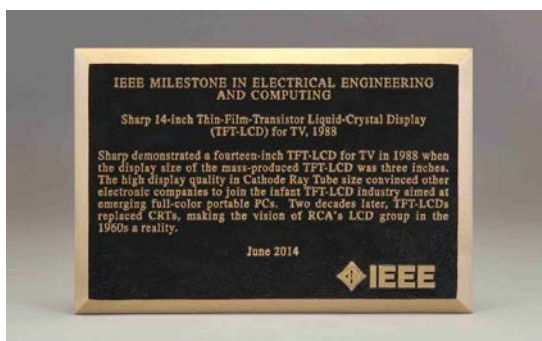 IEEE MILESTONE IN ELECTRICAL ENGINEERING
AND COMPUTING
Sharp 14-inch Thin-Film-Transistor Liquid-Crystal Display
(TFT-LCD) for TV, 1988
Sharp demonstrated a fourteen-inch TFT-LCD for TV in 1988 when
the display size of the mass-produced TFT-LCD was three inches.
The high display quality in Cathode Ray Tube size convinced other
electronic companies to join the infant TFT-LCD industry aimed at
emerging full-color portable PCs. Two decades later, TFT-LCDs
replaced CRTs, making the vision of RCA's LCD group in the
1960s a reality.
June 2014
IEEE